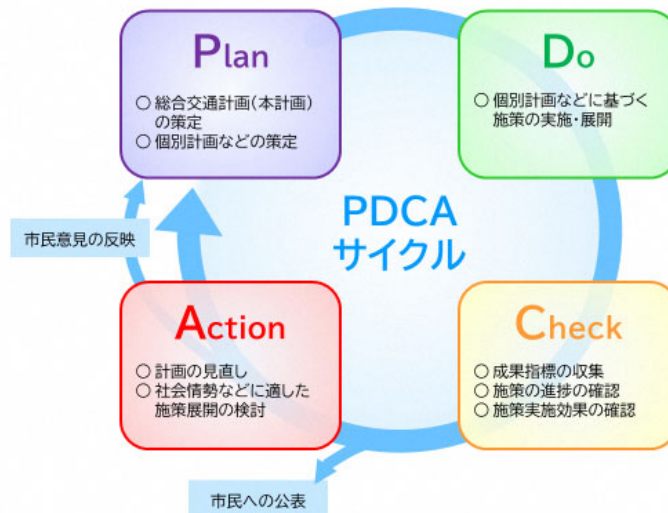 Plan
○ 総合交通計画(本計画)
の策定
○ 個別計画などの策定
Do
○ 個別計画などに基づく
施策の実施・展開
PDCA
サイクル
市民意見の反映
Action
○ 計画の見直し
○ 社会情勢などに適した
施策展開の検討
Check
○ 成果指標の収集
○ 施策の進捗の確認
○ 施策実施効果の確認
市民への公表